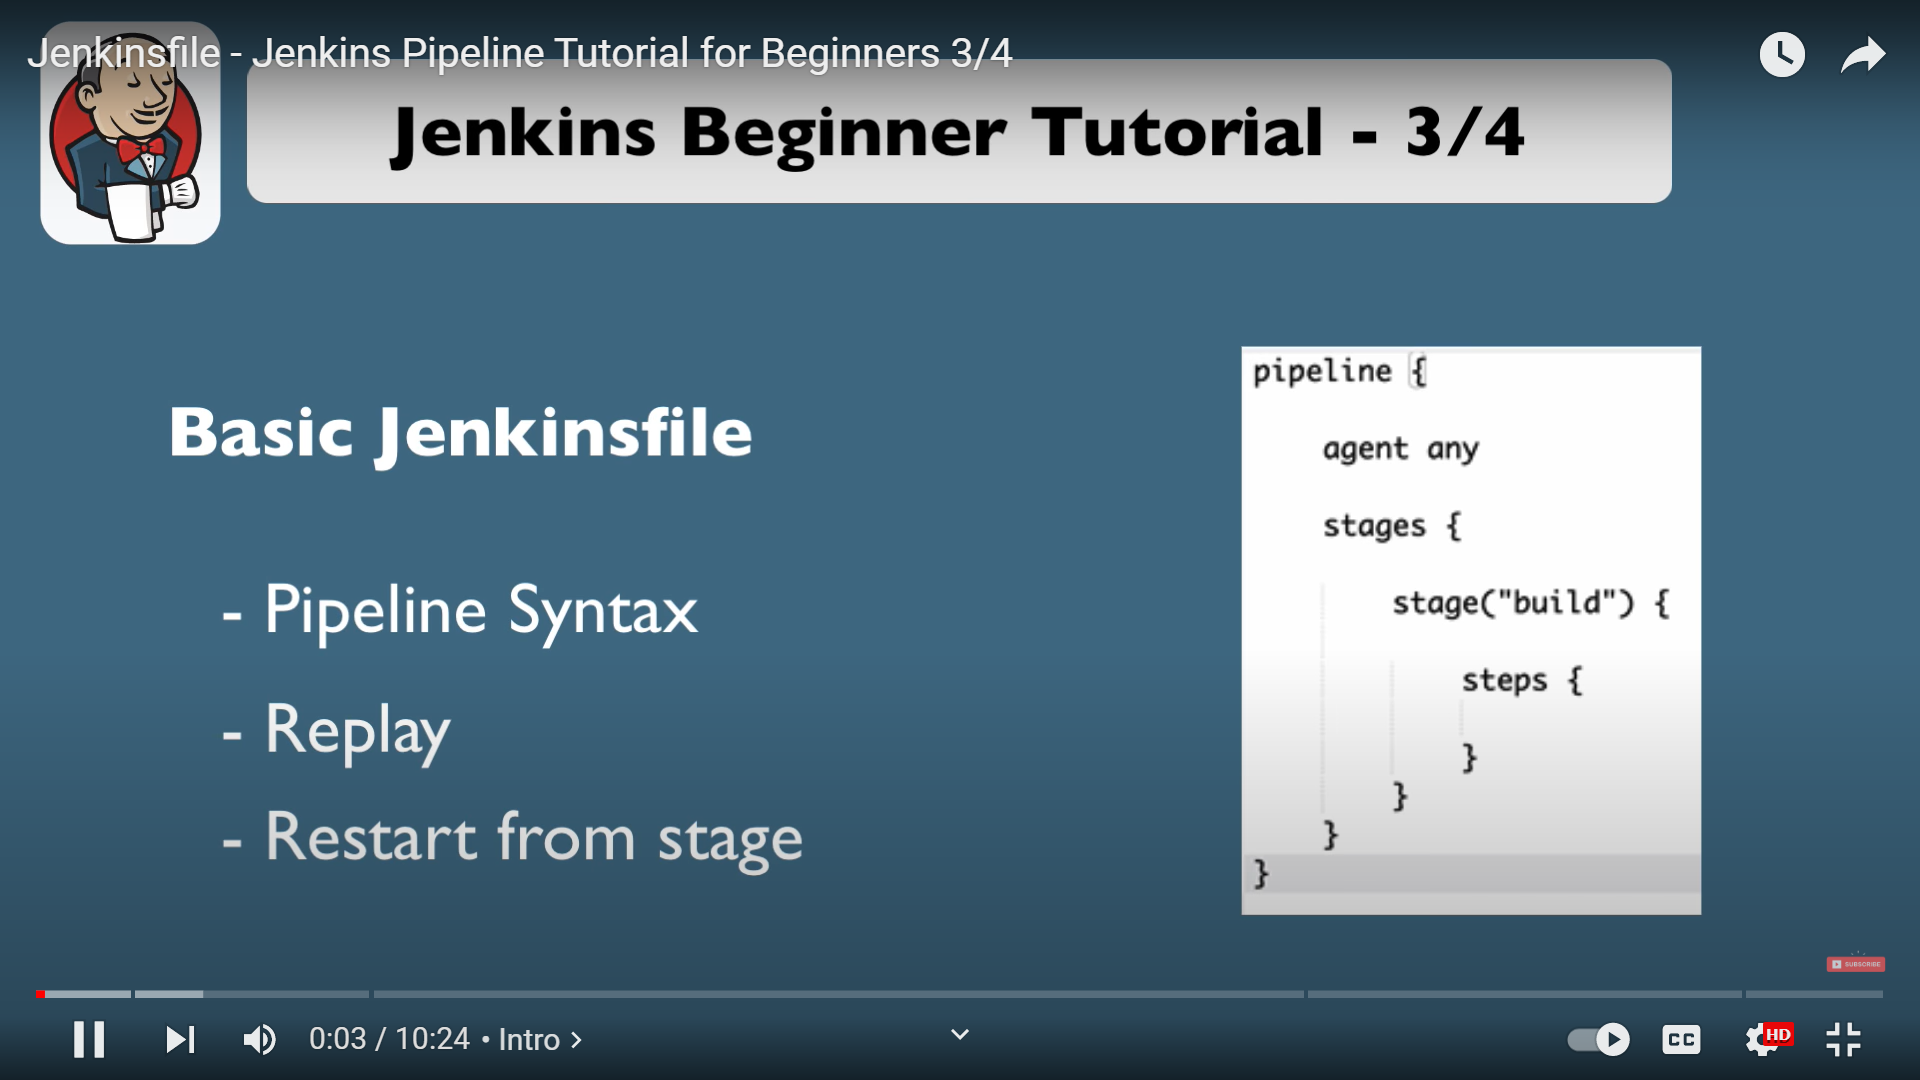 Jenkinsfile - Jenkins Pipeline Tutorial for Beginners 3/4
Jenkins Beginner Tutorial - 3/4
Basic Jenkinsfile
- Pipeline Syntax
- Replay
- Restart from stage
pipeline {
agent any
stages {
stage("build") {
steps {
}
}
}
}
SUBSCRIBE
0:03 / 10:24 • Intro >
CC
HD